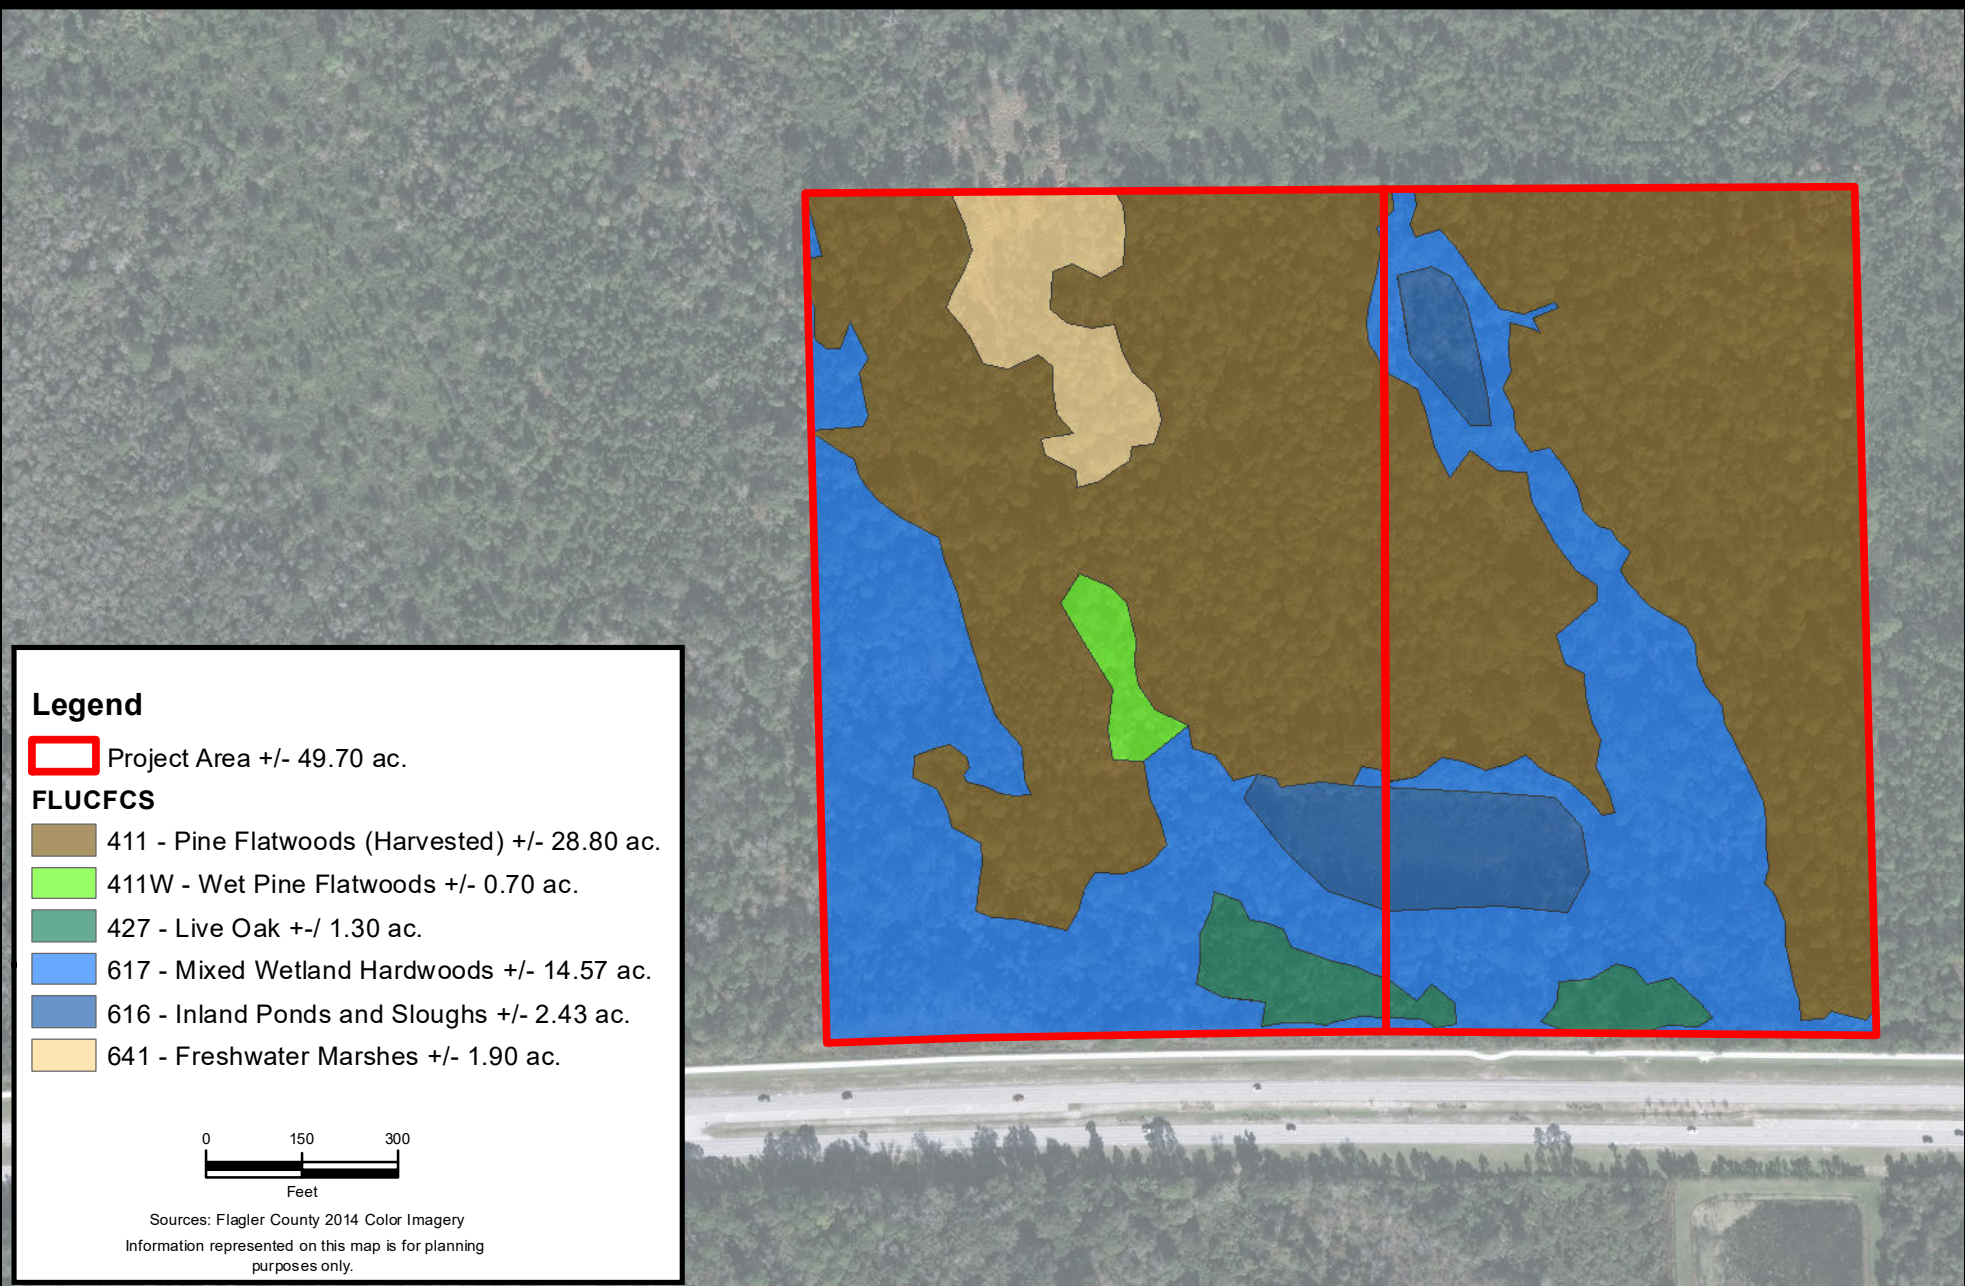 Legend
Project Area +/- 49.70 ac.
FLUCFCS
411 - Pine Flatwoods (Harvested) +/- 28.80 ac.
411W - Wet Pine Flatwoods +/- 0.70 ac.
427 - Live Oak +-/ 1.30 ac.
617 - Mixed Wetland Hardwoods +/- 14.57 ac.
616 - Inland Ponds and Sloughs +/- 2.43 ac.
641 - Freshwater Marshes +/- 1.90 ac.
0 150 300
Feet
Sources: Flagler County 2014 Color Imagery
Information represented on this map is for planning
purposes only.